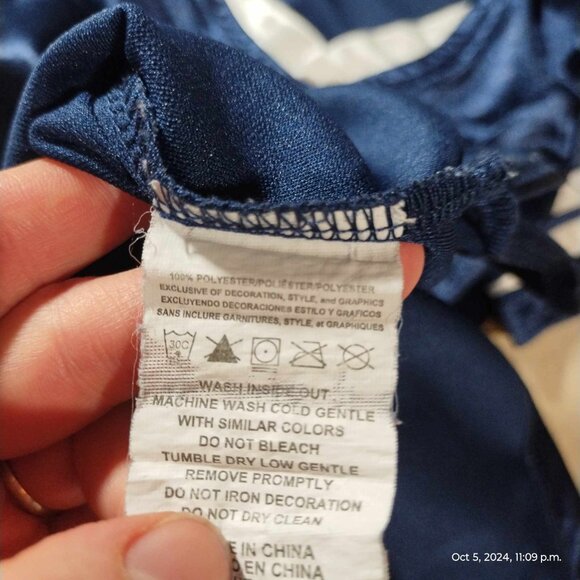 100% POLYESTER/POLIÉSTER/POLYESTER
EXCLUSIVE OF DECORATION, STYLE, and GRAPHICS
EXCLUYENDO DECORACIONES ESTILO Y GRAFICOS
SANS INCLURE GARNITURES, STYLE, et GRAPHIQUES
30C
WASH INSIDE OUT
MACHINE WASH COLD GENTLE
WITH SIMILAR COLORS
DO NOT BLEACH
TUMBLE DRY LOW GENTLE
REMOVE PROMPTLY
DO NOT IRON DECORATION
DO NOT DRY CLEAN
E IN CHINA
O EN CHINA
Oct 5, 2024, 11:09 p.m.